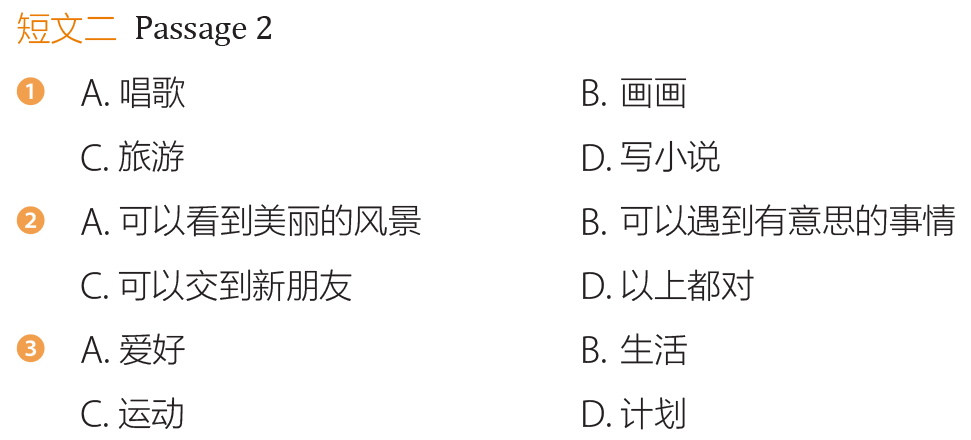 短文二 Passage 2
1 A. 唱歌 B. 画画
C. 旅游 D. 写小说
2 A. 可以看到美丽的风景 B. 可以遇到有意思的事情
C. 可以交到新朋友 D. 以上都对
3 A. 爱好 B. 生活
C. 运动 D. 计划